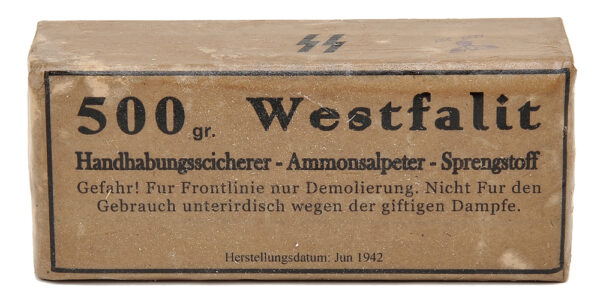 500 gr. Westfalit
Handhabungsscicherer - Ammonsalpeter - Sprengstoff
Gefahr! Fur Frontlinie nur Demolierung. Nicht Fur den
Gebrauch unterirdisch wegen der giftigen Dampfe.
Herstellungsdatum: Jun 1942